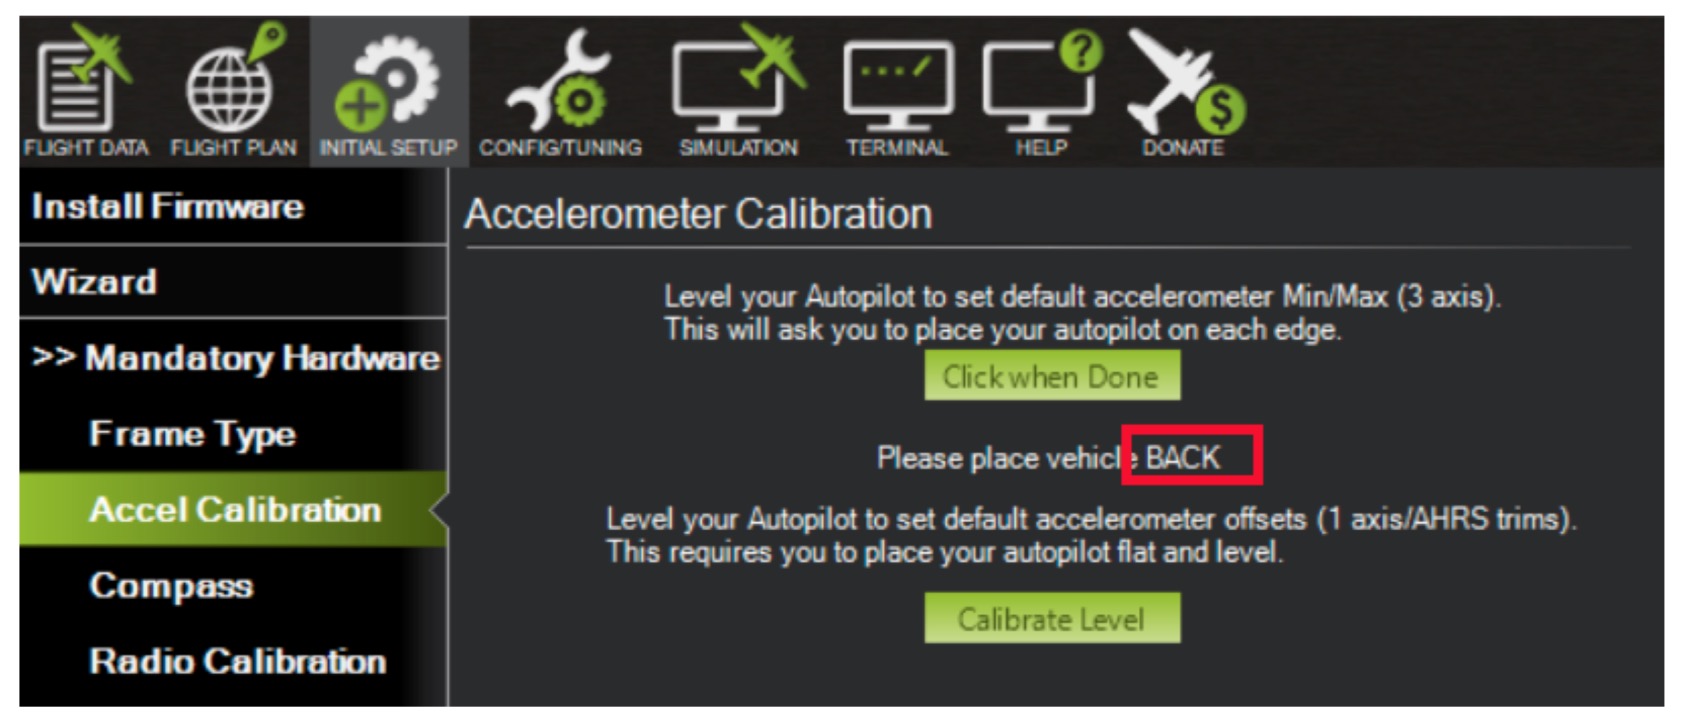 FLIGHT DATA FLIGHT PLAN INITIAL SETUP CONFIG/TUNING SIMULATION TERMINAL HELP DONATE
Install Firmware
Wizard
>> Mandatory Hardware
Frame Type
Accel Calibration
Compass
Radio Calibration
Accelerometer Calibration
Level your Autopilot to set default accelerometer Min/Max (3 axis).
This will ask you to place your autopilot on each edge.
Click when Done
Please place vehicle BACK
Level your Autopilot to set default accelerometer offsets (1 axis/AHRS trims).
This requires you to place your autopilot flat and level.
Calibrate Level